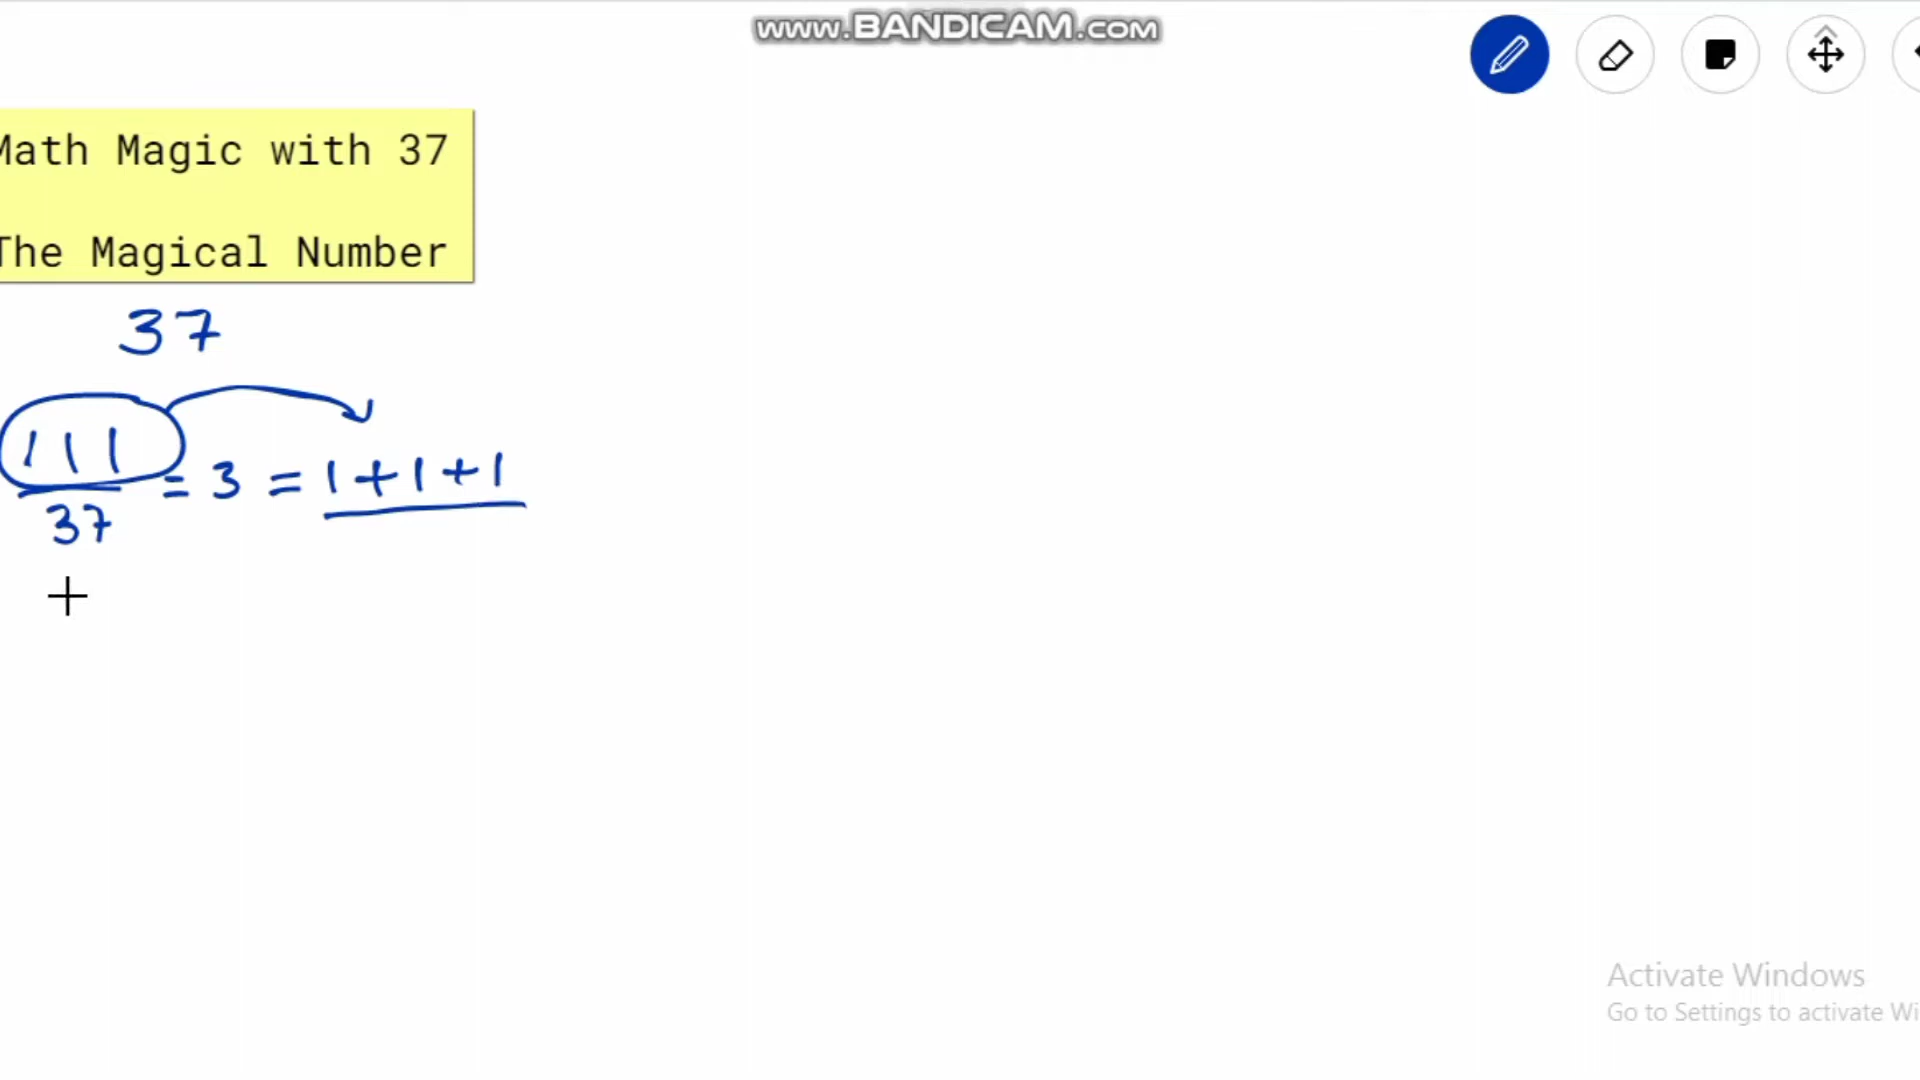 www.BANDICAM.com
Math Magic with 37
The Magical Number
37
111
/37 = 3 = 1+1+1
Activate Windows
Go to Settings to activate Wi